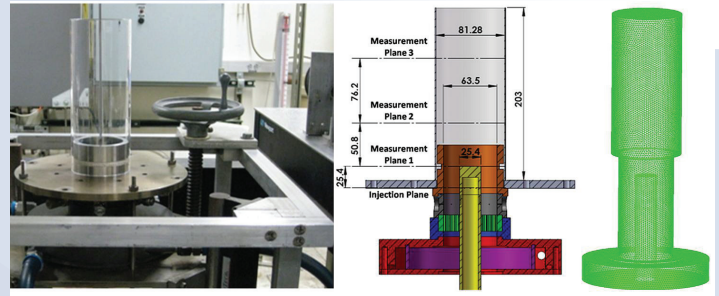 81.28
Measurement
Plane 3
76.2
63.5
203
Measurement
Plane 2
50.8
Measurement
Plane 1
25.4
25.4
Injection Plane